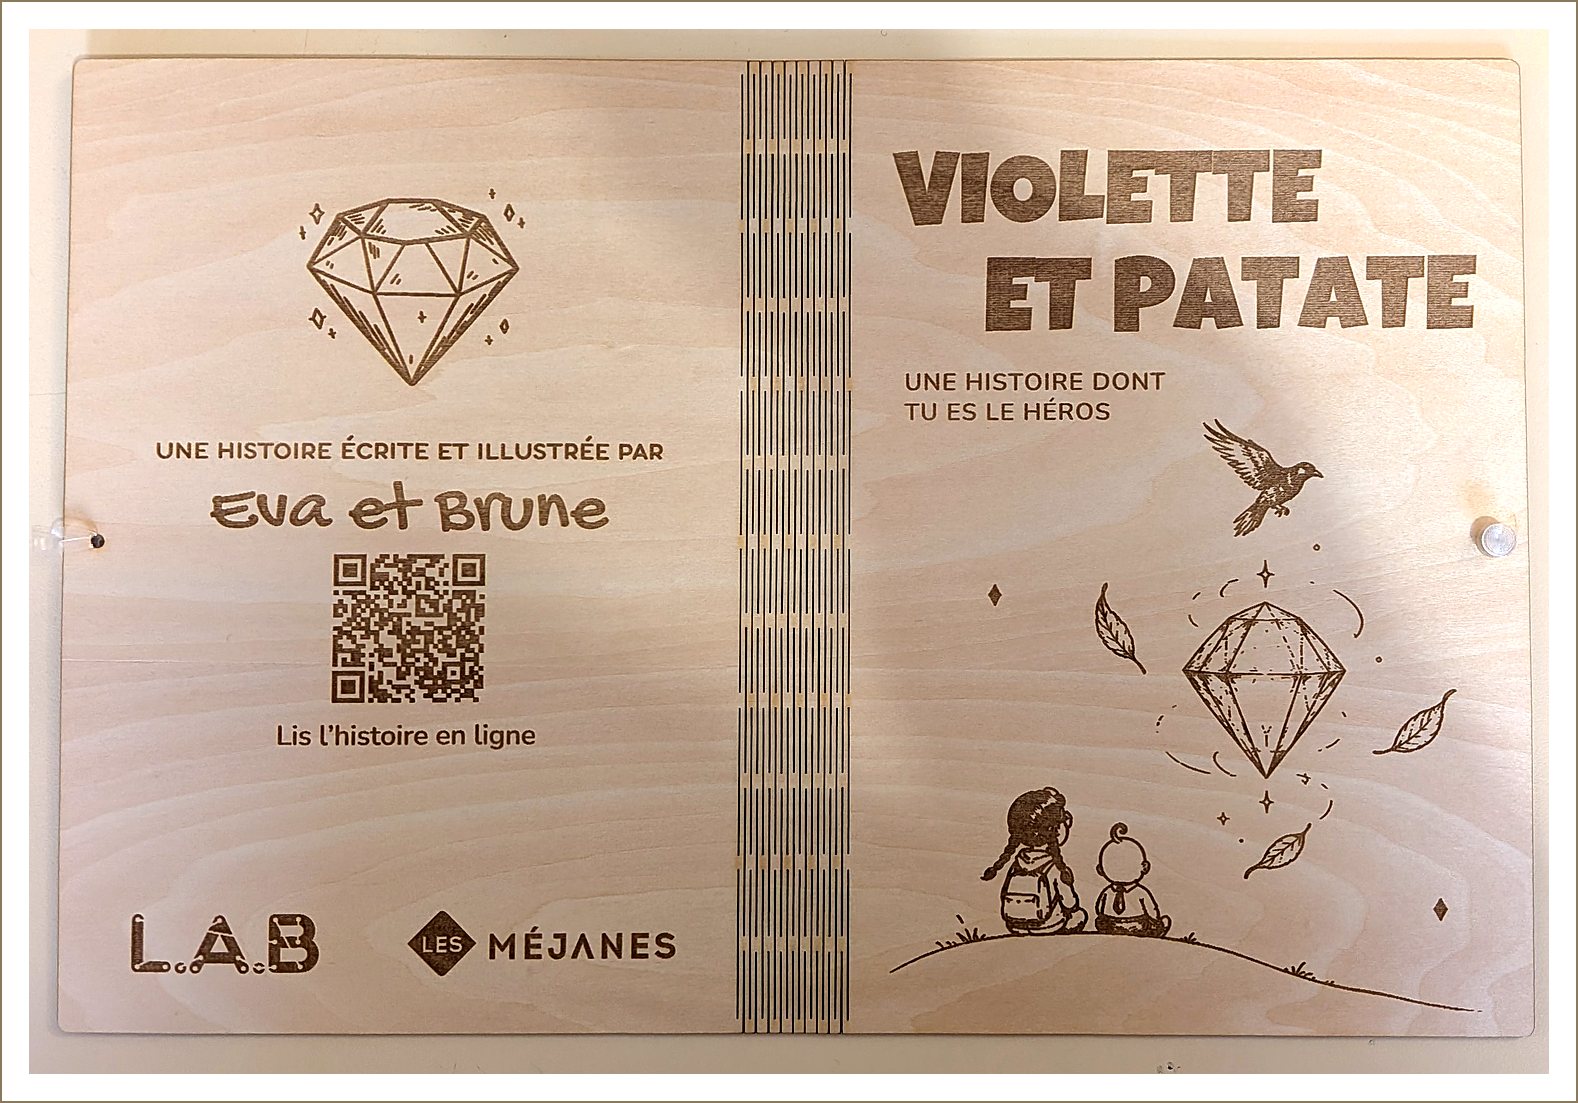 UNE HISTOIRE ÉCRITE ET ILLUSTRÉE PAR
Eva et Brune
Lis l'histoire en ligne
L.A.B
LES MÉJANES
VIOLETTE
ET PATATE
UNE HISTOIRE DONT
TU ES LE HÉROS